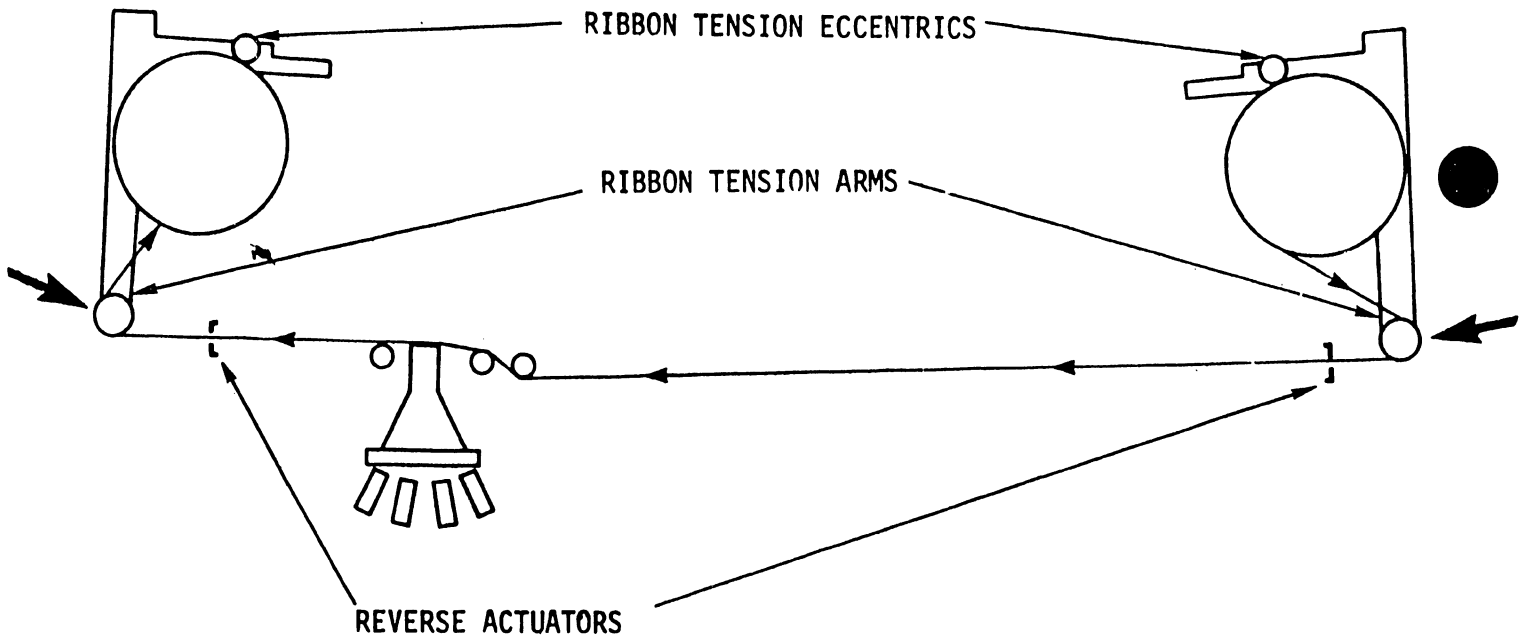 RIBBON TENSION ECCENTRICS
RIBBON TENSION ARMS
REVERSE ACTUATORS